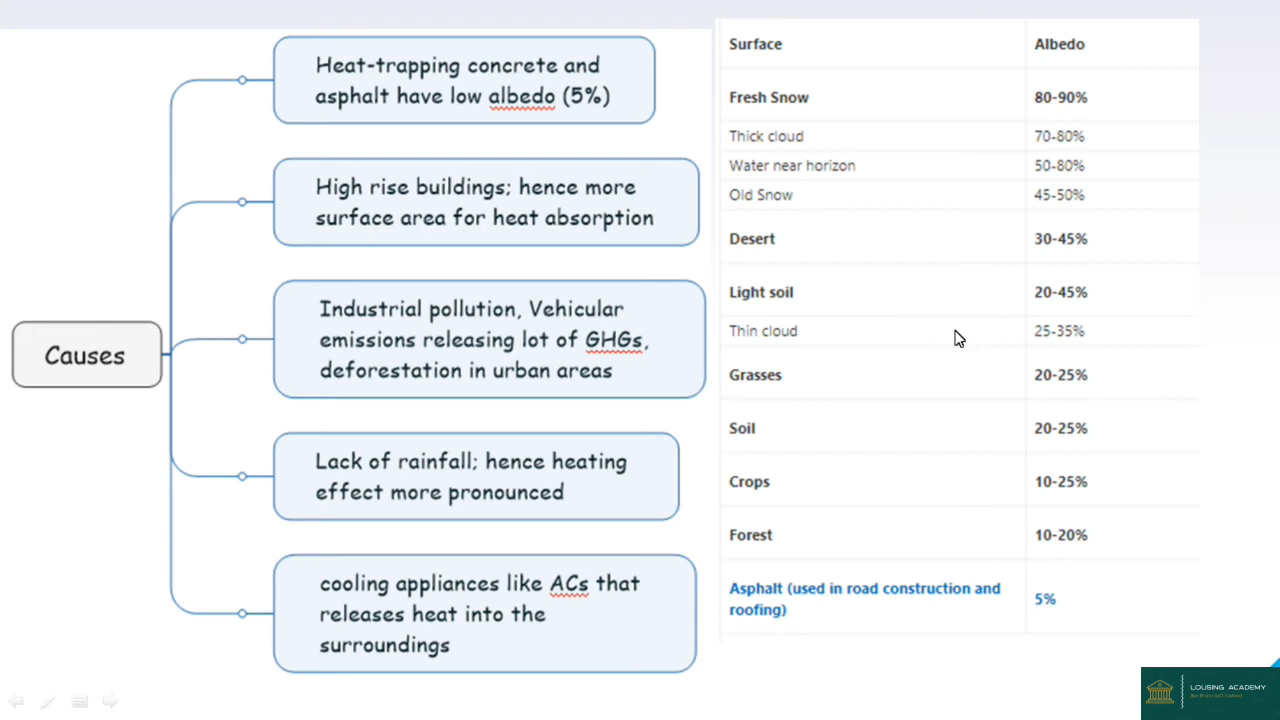 Causes
Heat-trapping concrete and
asphalt have low albedo (5%)
High rise buildings; hence more
surface area for heat absorption
Industrial pollution, Vehicular
emissions releasing lot of GHGs,
deforestation in urban areas
Lack of rainfall; hence heating
effect more pronounced
cooling appliances like ACs that
releases heat into the
surroundings
Surface Albedo
Fresh Snow 80-90%
Thick cloud 70-80%
Water near horizon 50-80%
Old Snow 45-50%
Desert 30-45%
Light soil 20-45%
Thin cloud 25-35%
Grasses 20-25%
Soil 20-25%
Crops 10-25%
Forest 10-20%
Asphalt (used in road construction and
roofing) 5%
LOUSING ACADEMY